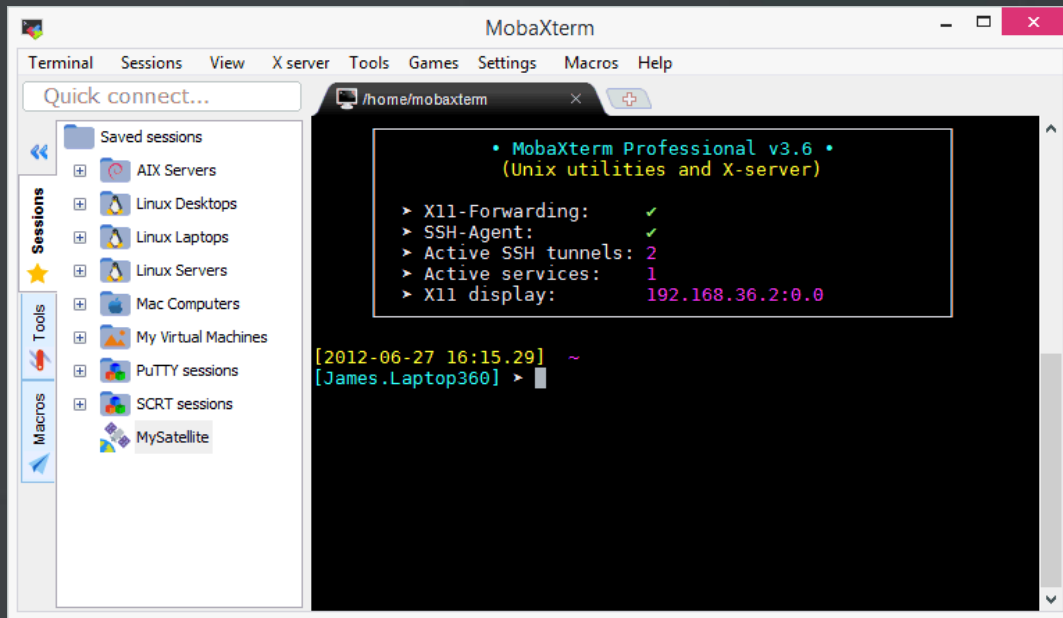 MobaXterm
Terminal Sessions View X server Tools Games Settings Macros Help
Quick connect...
/home/mobaxterm
Sessions
Tools
Macros
Saved sessions
AIX Servers
Linux Desktops
Linux Laptops
Linux Servers
Mac Computers
My Virtual Machines
PuTTY sessions
SCRT sessions
MySatellite
• MobaXterm Professional v3.6 •
(Unix utilities and X-server)
➤ X11-Forwarding: ✔
➤ SSH-Agent: ✔
➤ Active SSH tunnels: 2
➤ Active services: 1
➤ X11 display: 192.168.36.2:0.0
[2012-06-27 16:15.29] ~
[James.Laptop360] ➤